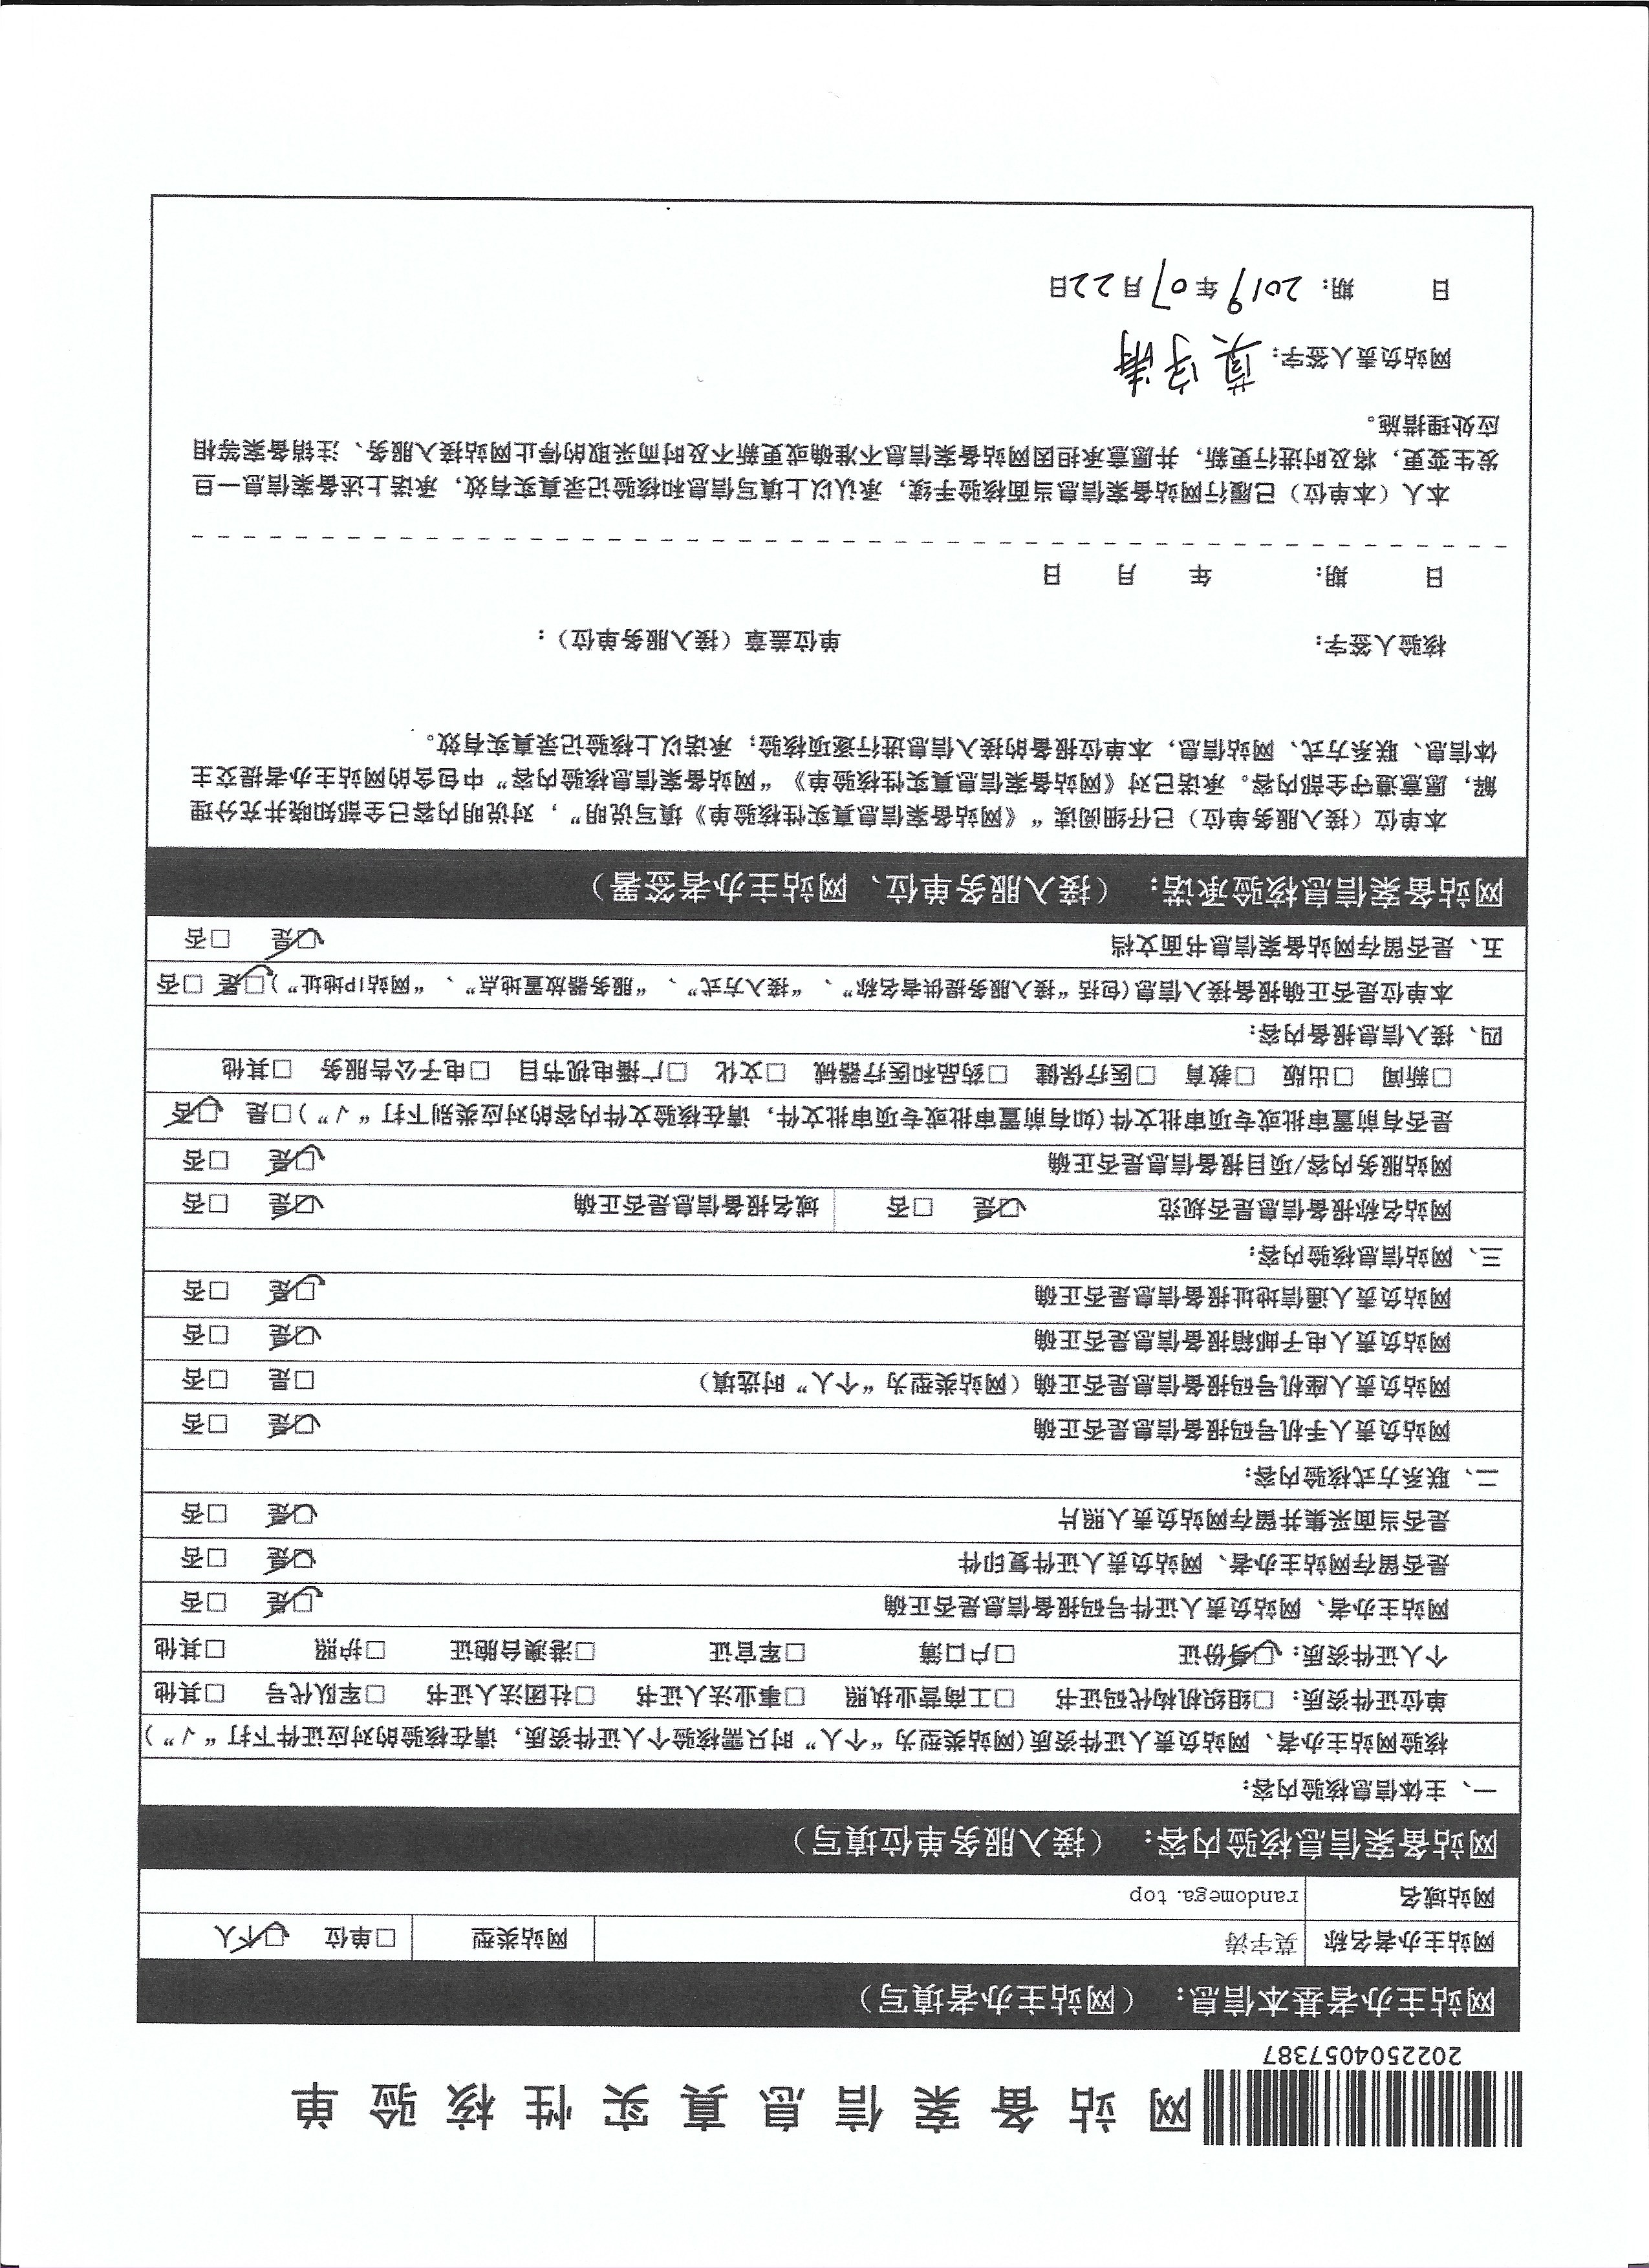 网站备案信息真实性核验单
20225040577387
网站主办者基本信息：（网站主办者填写）
网站主办者名称 莫宇涛 网站类型 □单位 ☑个人
网站域名 randomega.top
网站备案信息核验内容：（接入服务单位填写）
一、主体信息核验内容：
核验网站主办者、网站负责人证件资质(网站类型为“个人”时只需核验个人证件资质，请在核验的对应证件下打“√”)
单位证件资质：□组织机构代码证书 □工商营业执照 □事业法人证书 □社团法人证书 □军队代号 □其他
个人证件资质：☑身份证 □户口簿 □军官证 □港澳台胞证 □护照 □其他
网站主办者、网站负责人证件号码报备信息是否正确 ☑是 □否
是否留存网站主办者、网站负责人证件复印件 ☑是 □否
是否当面采集并留存网站负责人照片 ☑是 □否
二、联系方式核验内容：
网站负责人手机号码报备信息是否正确 ☑是 □否
网站负责人座机号码报备信息是否正确（网站类型为“个人”时选填） □是 □否
网站负责人电子邮箱报备信息是否正确 ☑是 □否
网站负责人通信地址报备信息是否正确 ☑是 □否
三、网站信息核验内容：
网站名称报备信息是否规范 ☑是 □否 域名报备信息是否正确 ☑是 □否
网站服务内容/项目报备信息是否正确 ☑是 □否
是否有前置审批或专项审批文件(如有前置审批或专项审批文件，请在核验文件内容的对应类别下打“√”)□是 ☑否
□新闻 □出版 □教育 □医疗保健 □药品和医疗器械 □文化 □广播电视节目 □电子公告服务 □其他
四、接入信息报备内容：
本单位是否正确报备接入信息(包括“接入服务提供者名称”、“接入方式”、“服务器放置地点”、“网站IP地址”)☑是 □否
五、是否留存网站备案信息书面文档 ☑是 □否
网站备案信息核验承诺：（接入服务单位、网站主办者签署）
本单位（接入服务单位）已仔细阅读“《网站备案信息真实性核验单》填写说明”，对说明内容已全部知晓并充分理
解，愿意遵守全部内容。承诺已对《网站备案信息真实性核验单》“网站备案信息核验内容”中包含的网站主办者提交主
体信息、联系方式、网站信息，本单位报备的接入信息进行逐项核验；承诺以上核验记录真实有效。
核验人签字： 单位盖章（接入服务单位）：
日 期： 年 月 日
本人（本单位）已履行网站备案信息当面核验手续，承认以上填写信息和核验记录真实有效，承诺上述备案信息一旦
发生变更，将及时进行更新，并愿意承担因网站备案信息不准确或更新不及时而采取的停止网站接入服务、注销备案等相
应处理措施。
网站负责人签字：莫宇涛
日 期：2019年07月22日